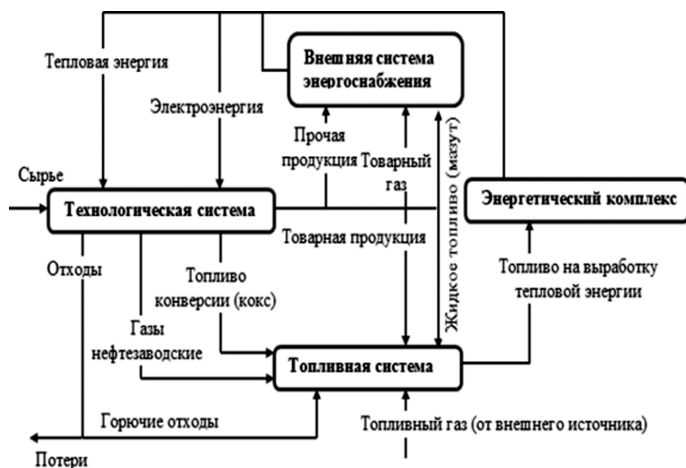 Тепловая энергия
Внешняя система
энергоснабжения
Электроэнергия
Прочая
продукция
Товарный
газ
Жидкое топливо (мазут)
Сырье
Технологическая система
Энергетический комплекс
Товарная продукция
Отходы
Топливо
конверсии (кокс)
Топливо на выработку
тепловой энергии
Газы
нефтезаводские
Топливная система
Горючие отходы
Топливный газ (от внешнего источника)
Потери